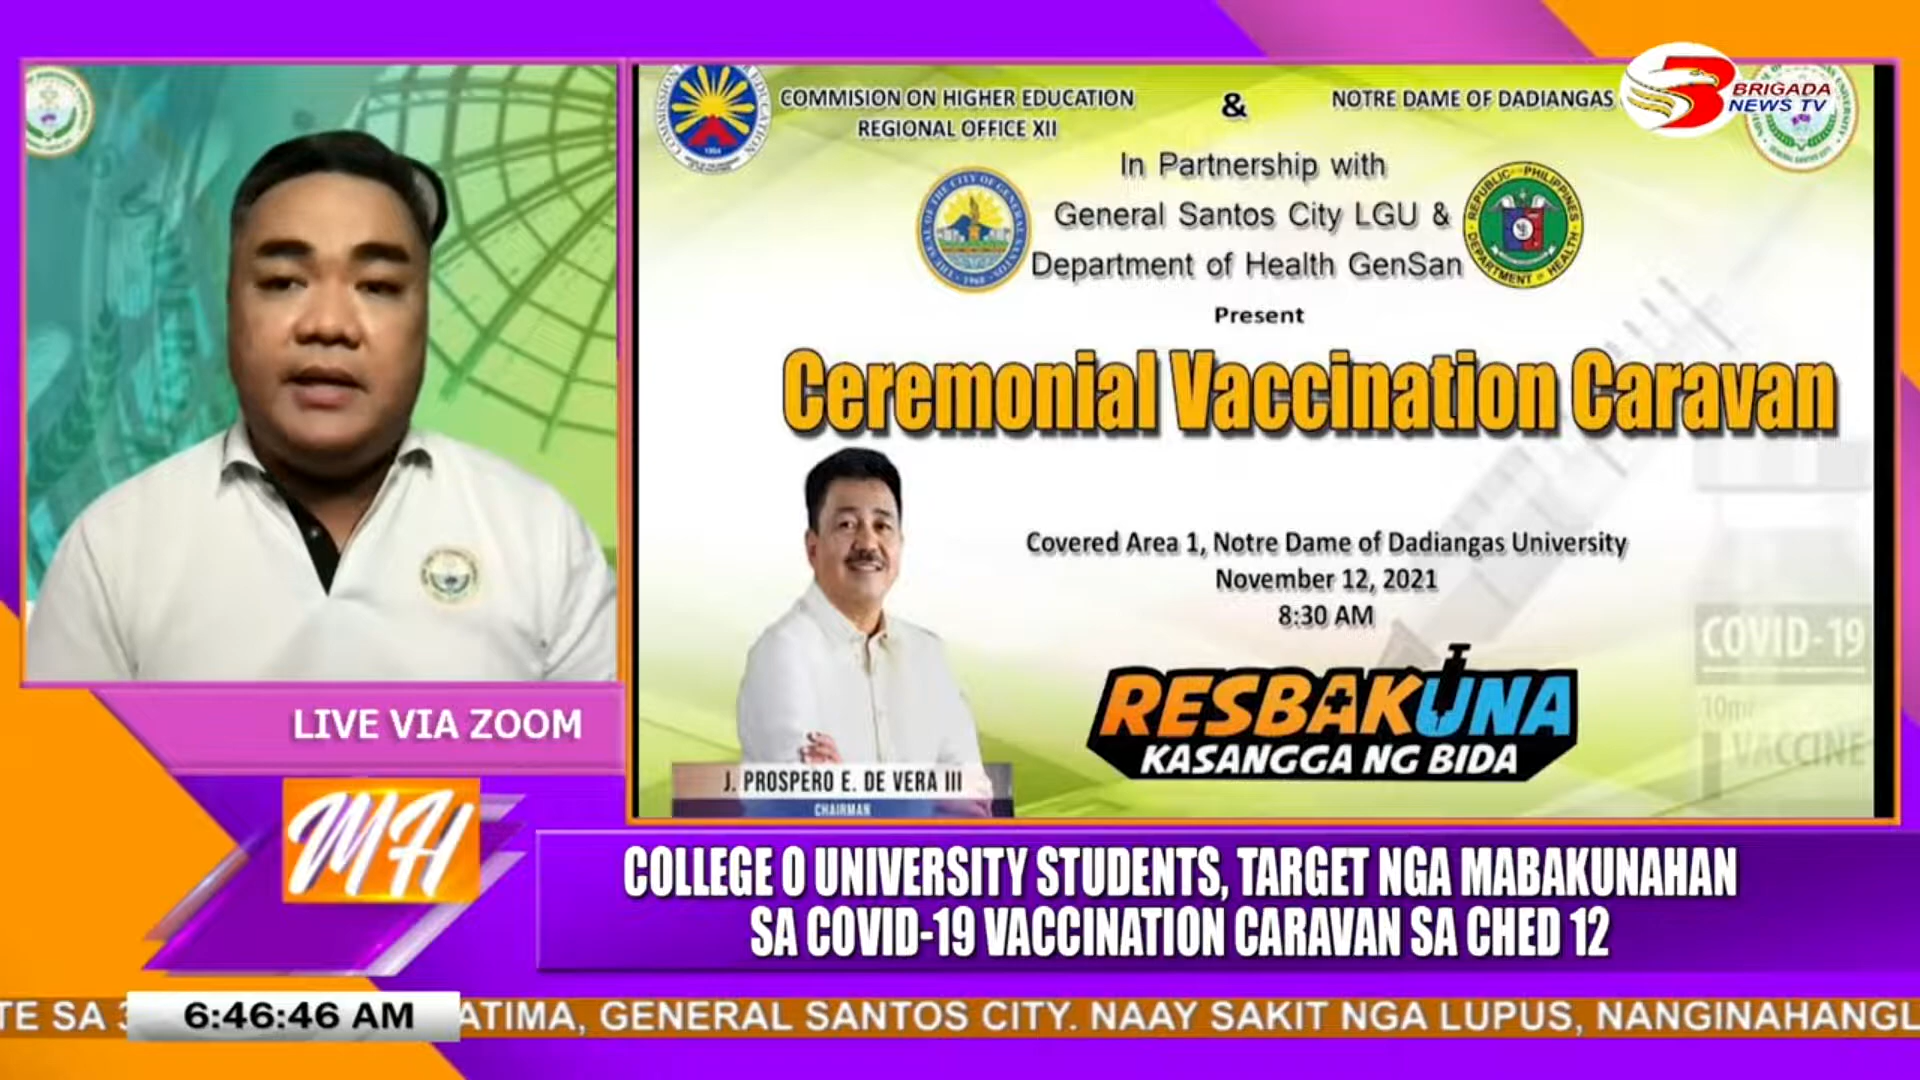 COMMISION ON HIGHER EDUCATION
REGIONAL OFFICE XII
&
NOTRE DAME OF DADIANGAS
BRIGADA
NEWS TV
In Partnership with
General Santos City LGU &
Department of Health GenSan
Present
Ceremonial Vaccination Caravan
Covered Area 1, Notre Dame of Dadiangas University
November 12, 2021
8:30 AM
COVID-19
VACCINE
RESBAKUNA
KASANGGA NG BIDA
J. PROSPERO E. DE VERA III
CHAIRMAN
LIVE VIA ZOOM
MH
COLLEGE O UNIVERSITY STUDENTS, TARGET NGA MABAKUNAHAN
SA COVID-19 VACCINATION CARAVAN SA CHED 12
6:46:46 AM
TE SA ATIMA, GENERAL SANTOS CITY. NAAY SAKIT NGA LUPUS, NANGINAHANGL